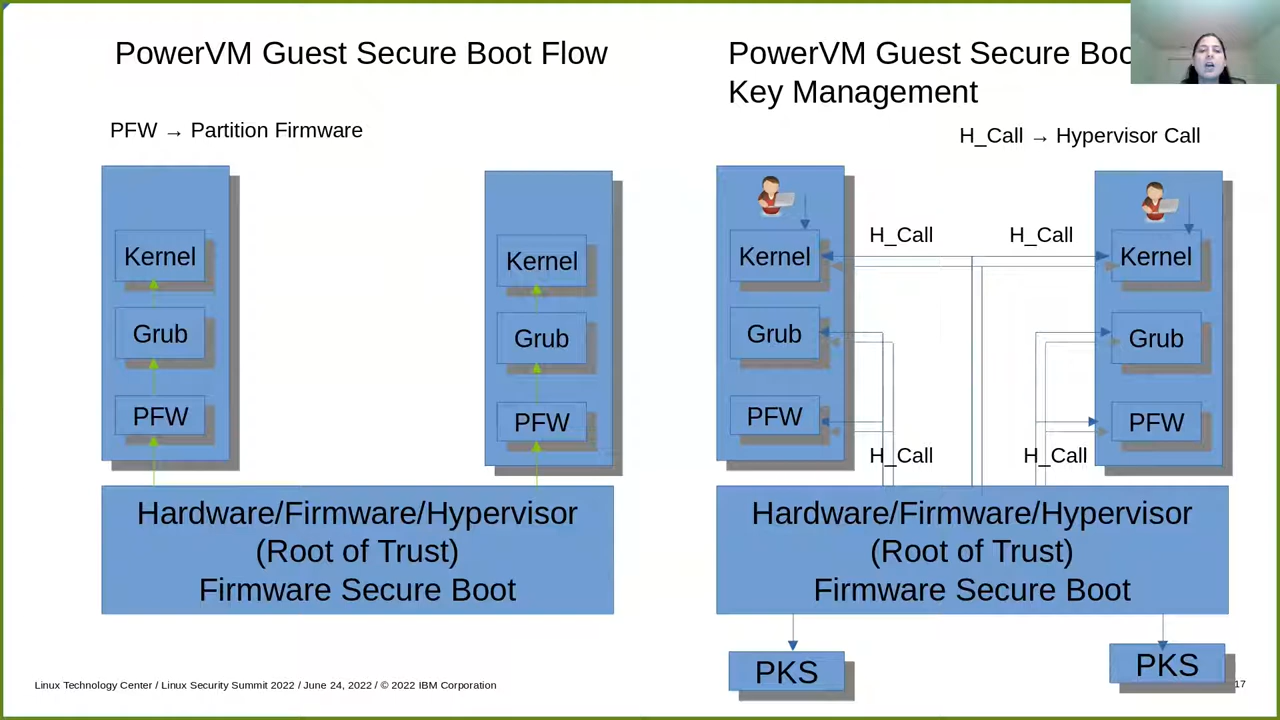 PowerVM Guest Secure Boot Flow
PFW → Partition Firmware
Kernel
Grub
PFW
Kernel
Grub
PFW
Hardware/Firmware/Hypervisor
(Root of Trust)
Firmware Secure Boot
PowerVM Guest Secure Boo
Key Management
H_Call → Hypervisor Call
Kernel
Grub
PFW
H_Call
H_Call
H_Call
H_Call
Kernel
Grub
PFW
Hardware/Firmware/Hypervisor
(Root of Trust)
Firmware Secure Boot
PKS
PKS
Linux Technology Center / Linux Security Summit 2022 / June 24, 2022 / © 2022 IBM Corporation
17